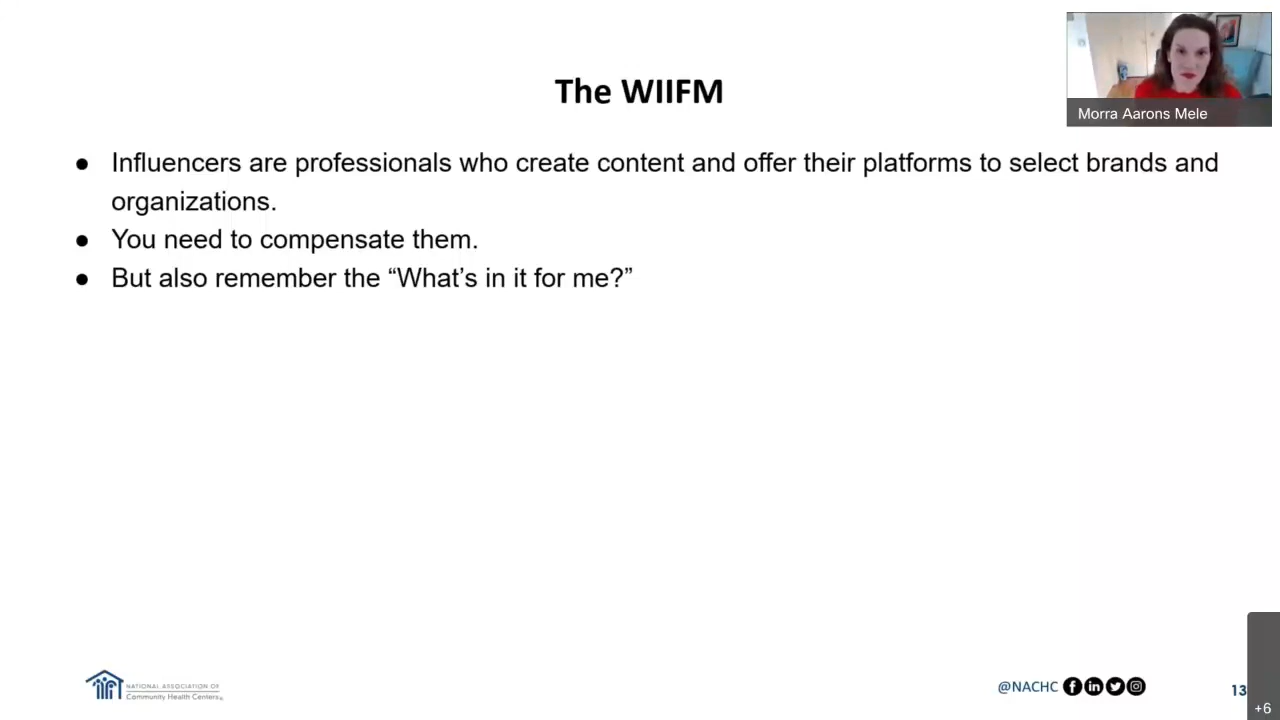 The WIIFM
Morra Aarons Mele
● Influencers are professionals who create content and offer their platforms to select brands and
organizations.
● You need to compensate them.
● But also remember the “What’s in it for me?”
NATIONAL ASSOCIATION OF
Community Health Centers
@NACHC
13
+6